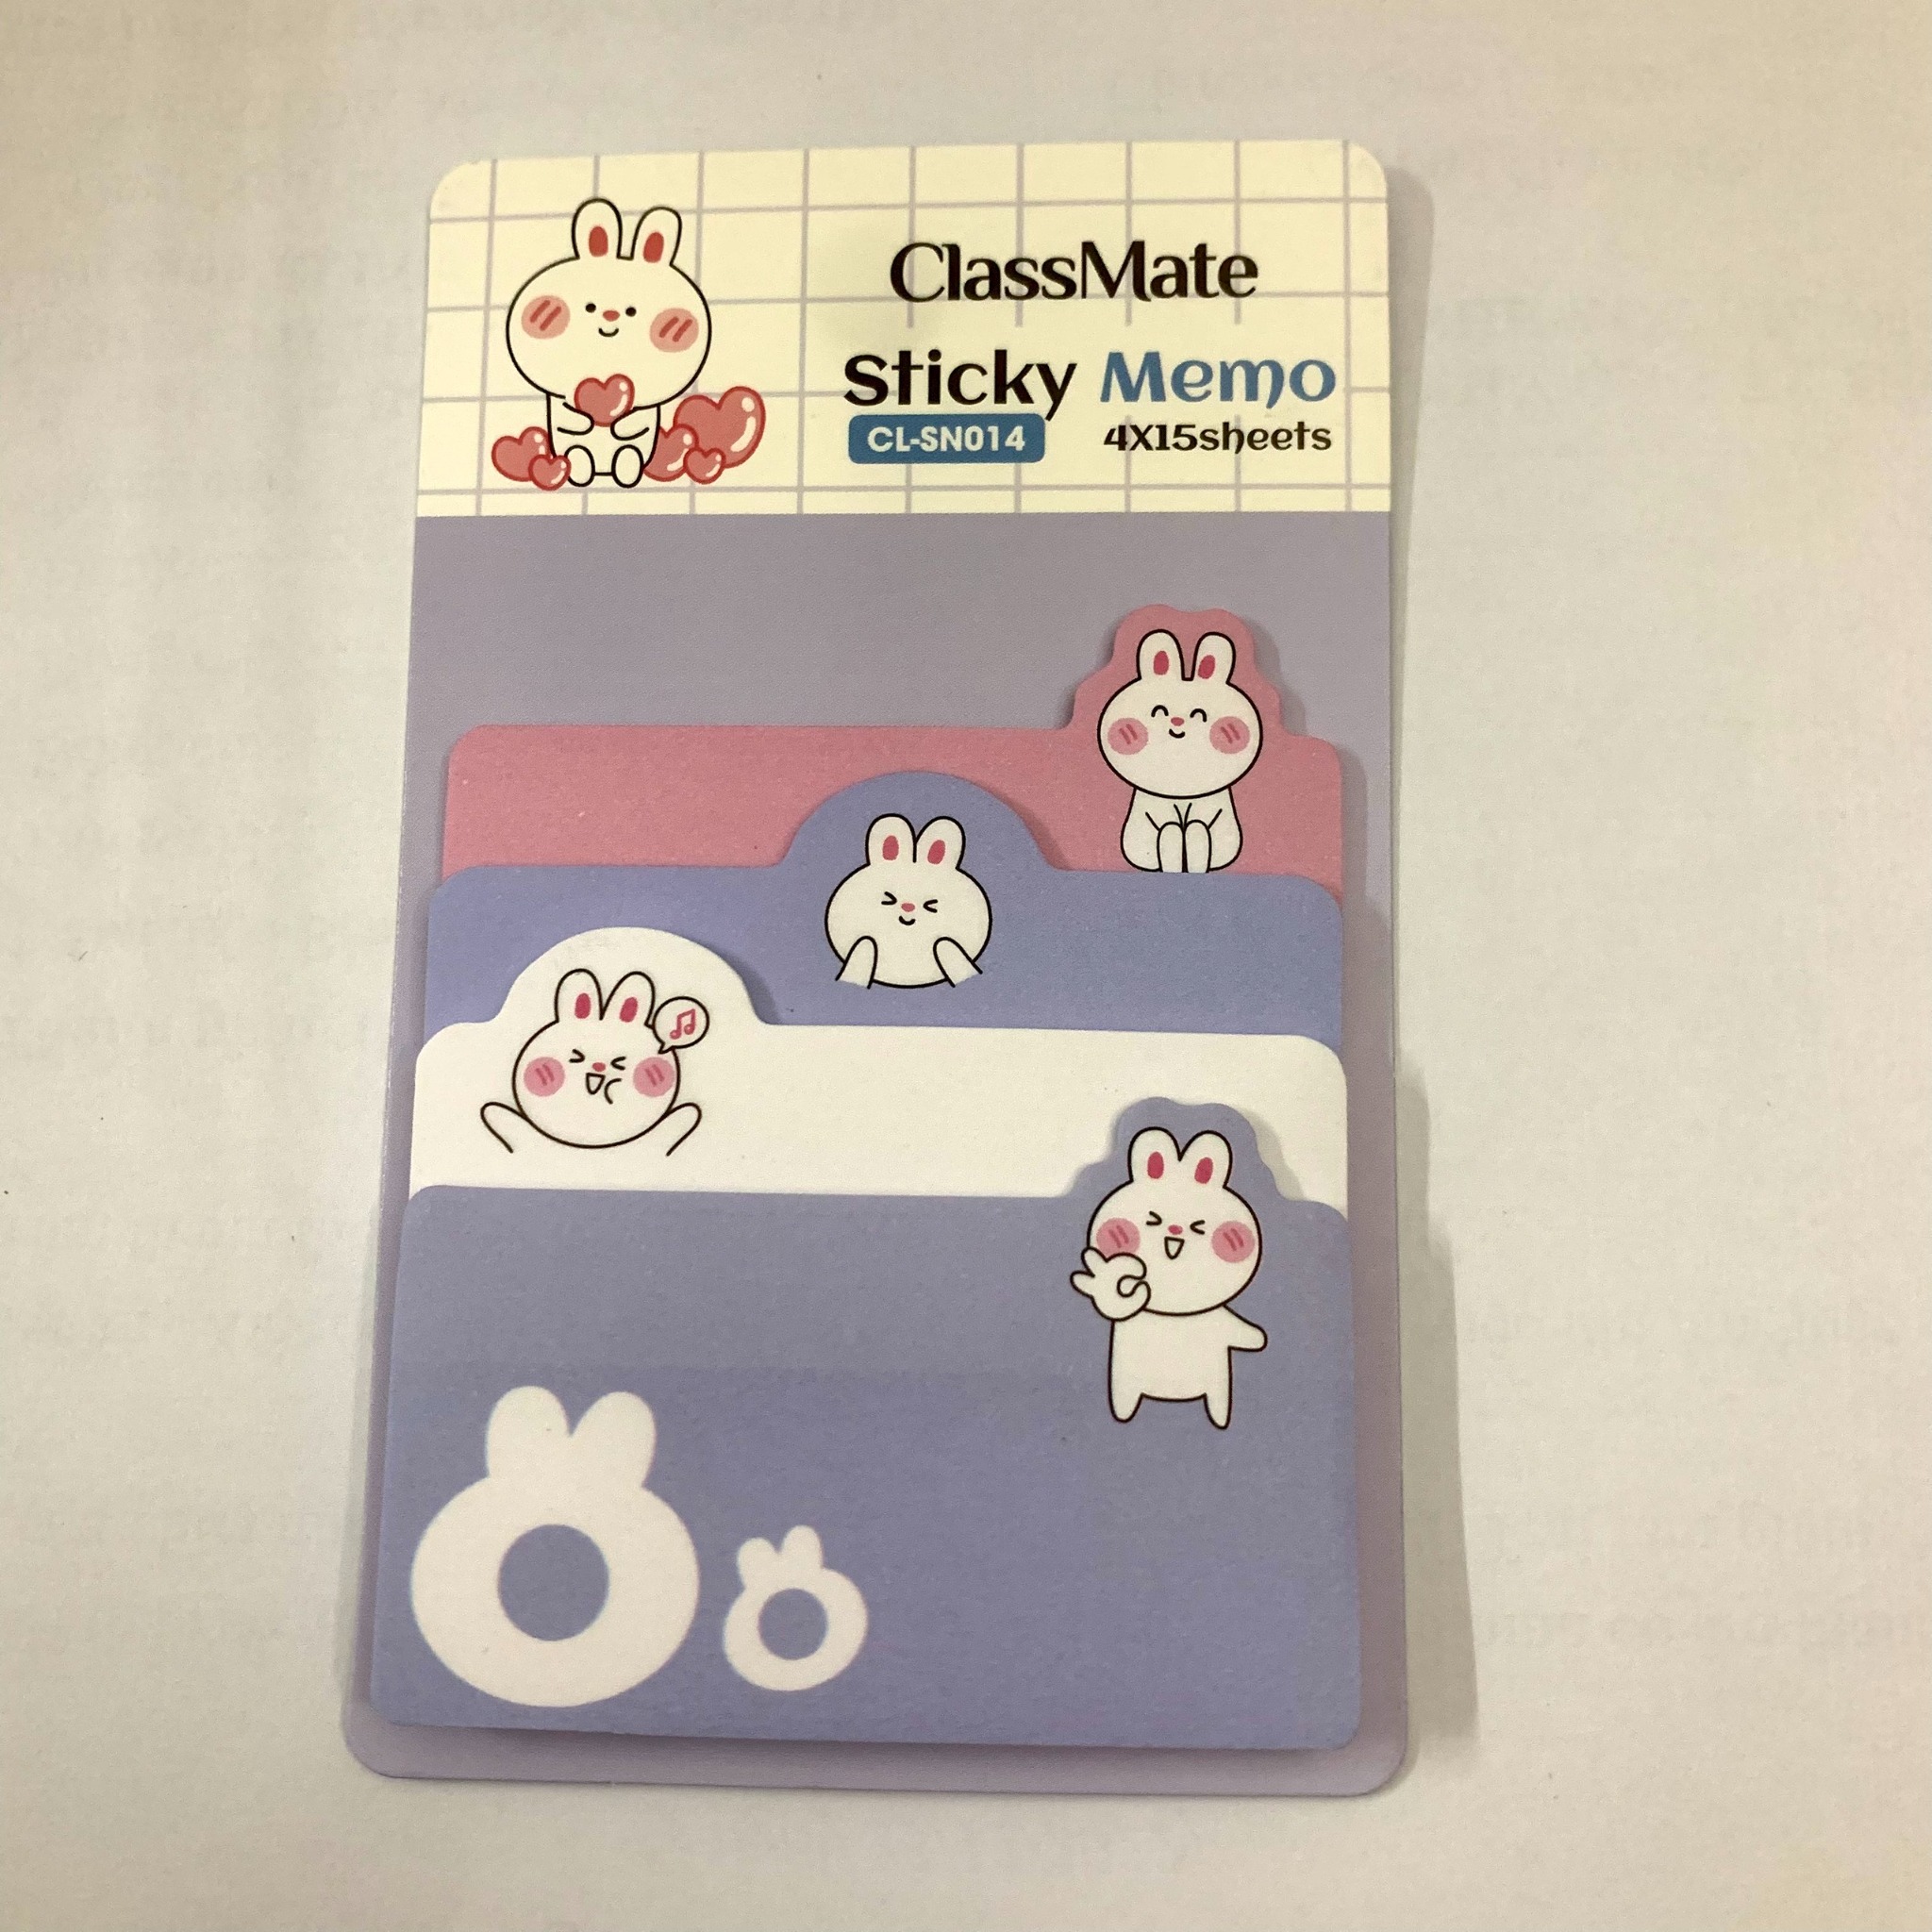 ClassMate
Sticky Memo
CL-SN014 4X15sheets